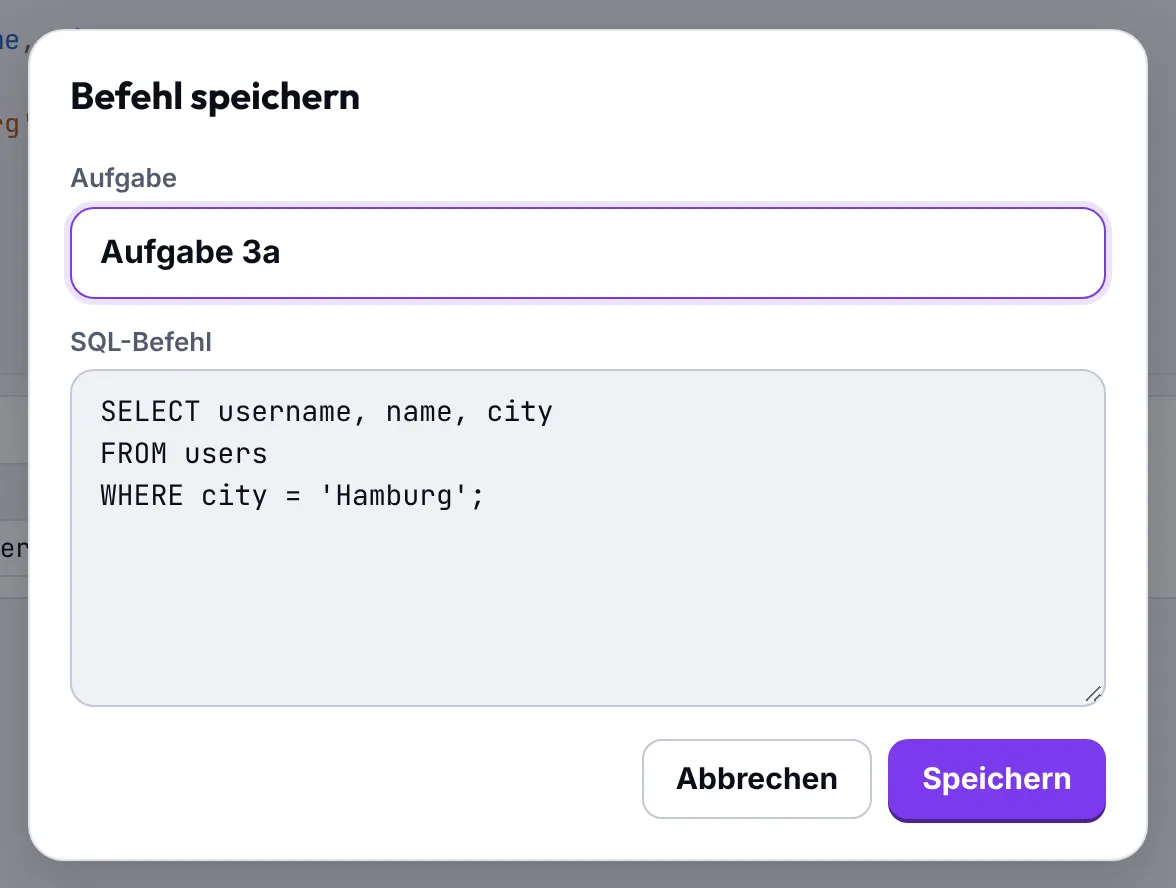 Befehl speichern
Aufgabe
Aufgabe 3a
SQL-Befehl
SELECT username, name, city
FROM users
WHERE city = 'Hamburg';
Abbrechen
Speichern